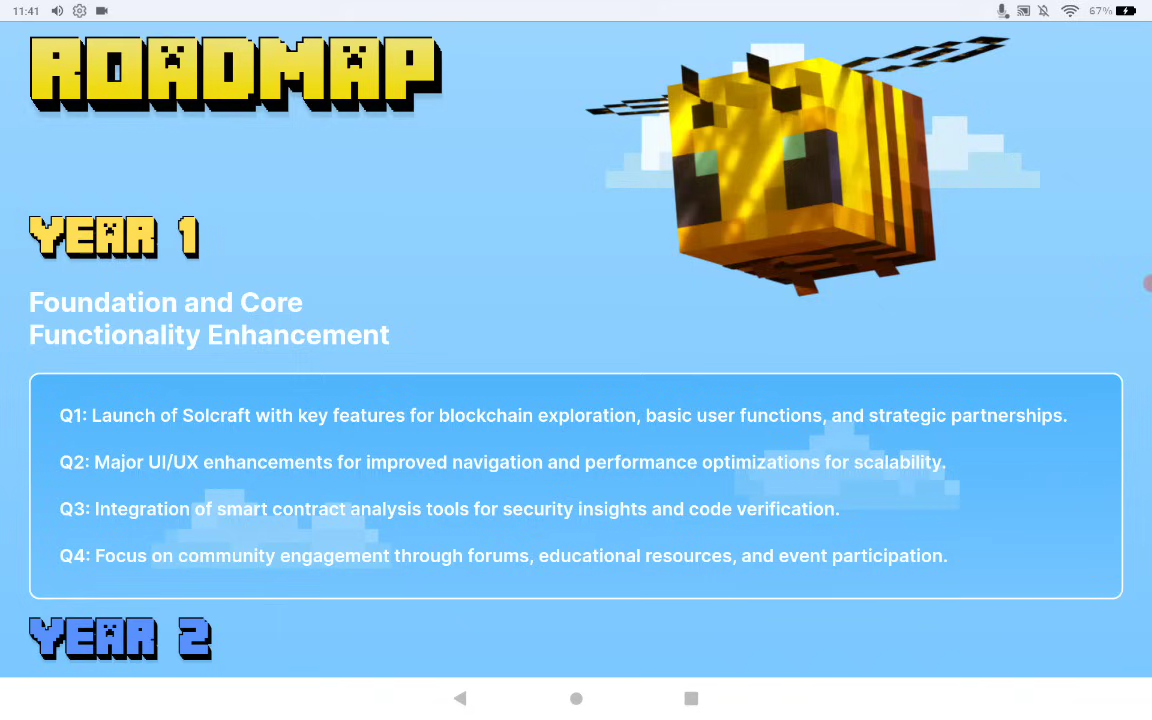 11:41
67%
ROADMAP
YEAR 1
Foundation and Core
Functionality Enhancement
Q1: Launch of Solcraft with key features for blockchain exploration, basic user functions, and strategic partnerships.
Q2: Major UI/UX enhancements for improved navigation and performance optimizations for scalability.
Q3: Integration of smart contract analysis tools for security insights and code verification.
Q4: Focus on community engagement through forums, educational resources, and event participation.
YEAR 2